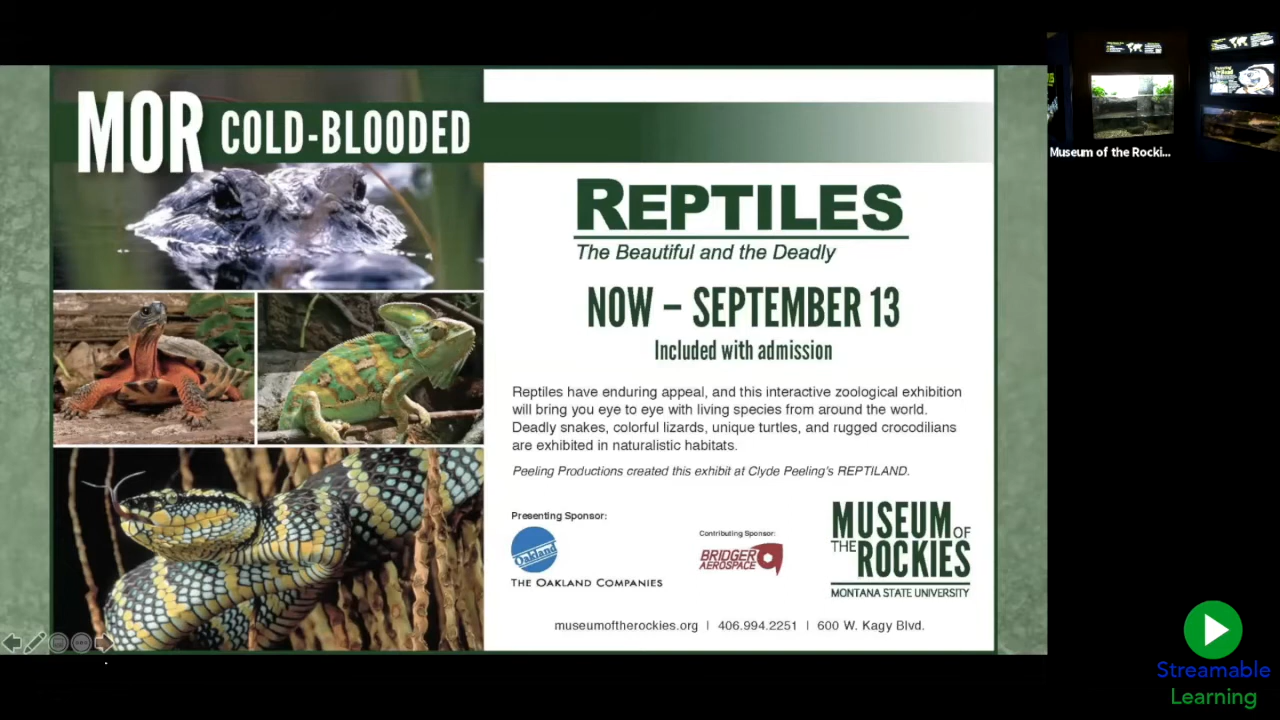 MOR COLD-BLOODED
REPTILES
The Beautiful and the Deadly
NOW – SEPTEMBER 13
Included with admission
Reptiles have enduring appeal, and this interactive zoological exhibition
will bring you eye to eye with living species from around the world.
Deadly snakes, colorful lizards, unique turtles, and rugged crocodilians
are exhibited in naturalistic habitats.
Peeling Productions created this exhibit at Clyde Peeling's REPTILAND.
Presenting Sponsor:
Oakland
THE OAKLAND COMPANIES
Contributing Sponsor:
BRIDGER
AEROSPACE
MUSEUM OF
THE ROCKIES
MONTANA STATE UNIVERSITY
museumoftherockies.org | 406.994.2251 | 600 W. Kagy Blvd.
Museum of the Rocki...
Streamable
Learning